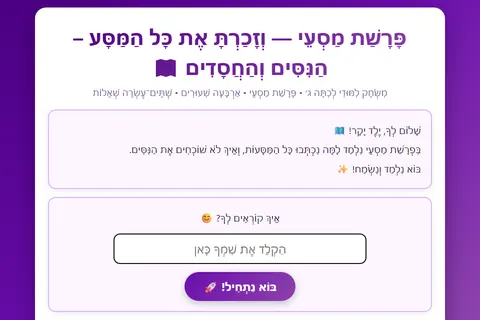 פָּרָשַׁת מַסְעֵי — וְזָכַרְתָּ אֶת כָּל הַמַּסָּע –
הַנִּסִּים וְהַחֲסָדִים 📖
מִשְׂחַק לִמּוּדִי לְכִתָּה ג׳ • פָּרָשַׁת מַסְעֵי • אַרְבָּעָה שִׁעוּרִים • שְׁתֵּים־עֶשְׂרֵה שְׁאֵלוֹת
שָׁלוֹם לְךָ, יֶלֶד יָקָר! 📖
בְּפָרָשַׁת מַסְעֵי נִלְמַד לָמָּה נִכְתְּבוּ כָּל הַמַּסָּעוֹת, וְאֵיךְ לֹא שׁוֹכְחִים אֶת הַנִּסִּים.
בּוֹא נִלְמַד וְנִשְׂמַח! ✨
אֵיךְ קוֹרְאִים לְךָ? 😊
הַקְלֵד אֶת שִׁמְךָ כָּאן
בּוֹא נַתְחִיל! 🚀